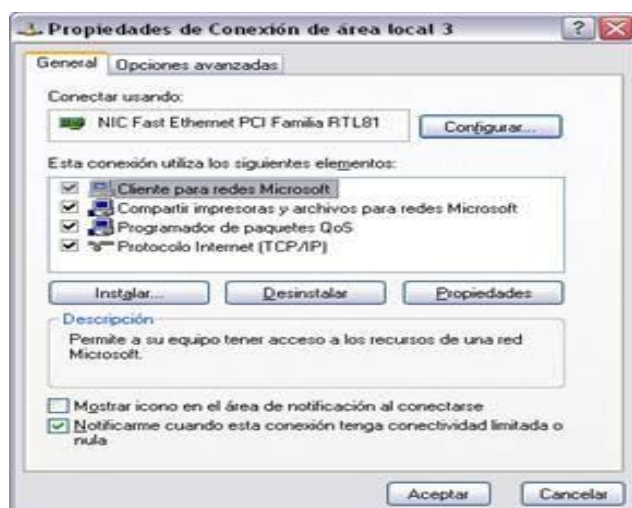 Propiedades de Conexión de área local 3
General
Opciones avanzadas
Conectar usando:
NIC Fast Ethernet PCI Familia RTL81
Configurar...
Esta conexión utiliza los siguientes elementos:
Cliente para redes Microsoft
Compartir impresoras y archivos para redes Microsoft
Programador de paquetes QoS
Protocolo Internet (TCP/IP)
Instalar...
Desinstalar
Propiedades
Descripción
Permite a su equipo tener acceso a los recursos de una red
Microsoft.
Mostrar icono en el área de notificación al conectarse
Notificarme cuando esta conexión tenga conectividad limitada o
nula
Aceptar
Cancelar